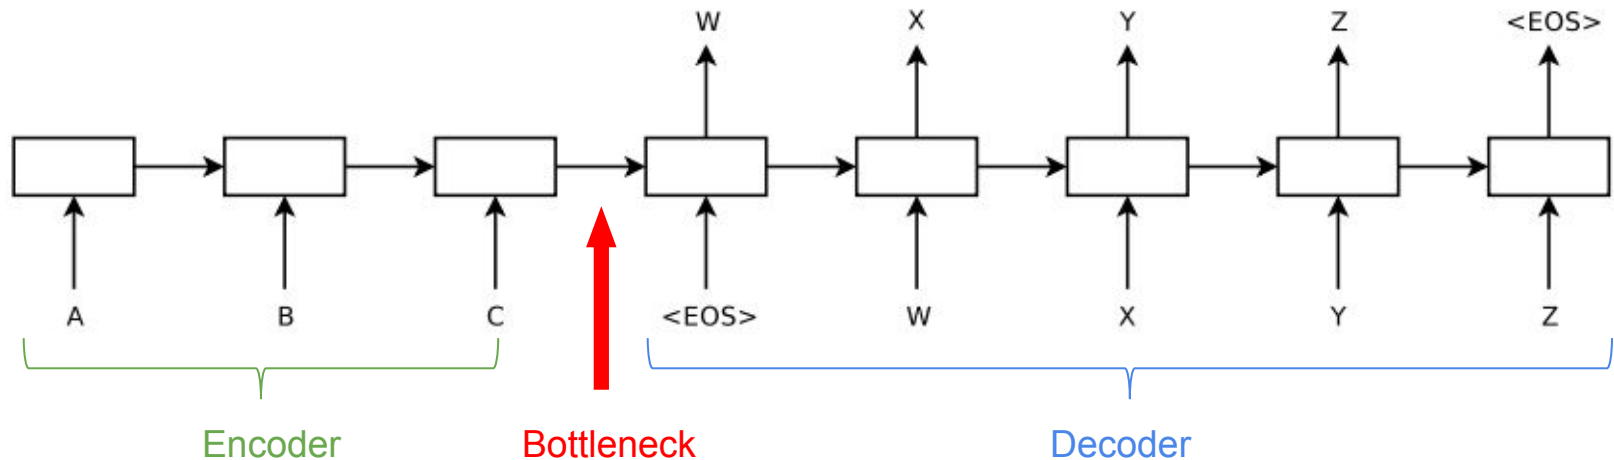 W X Y Z <EOS>
A B C <EOS> W X Y Z
Encoder Bottleneck Decoder